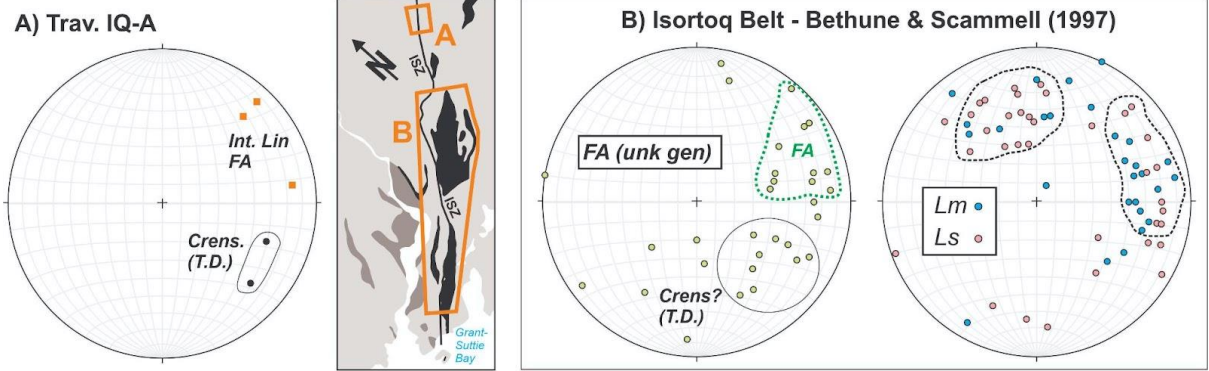 A) Trav. IQ-A
Int. Lin
FA
Crens.
(T.D.)
N
A
ISZ
B
ISZ
Grant-
Suttie
Bay
B) Isortoq Belt - Bethune & Scammell (1997)
FA (unk gen)
FA
Crens?
(T.D.)
Lm
Ls